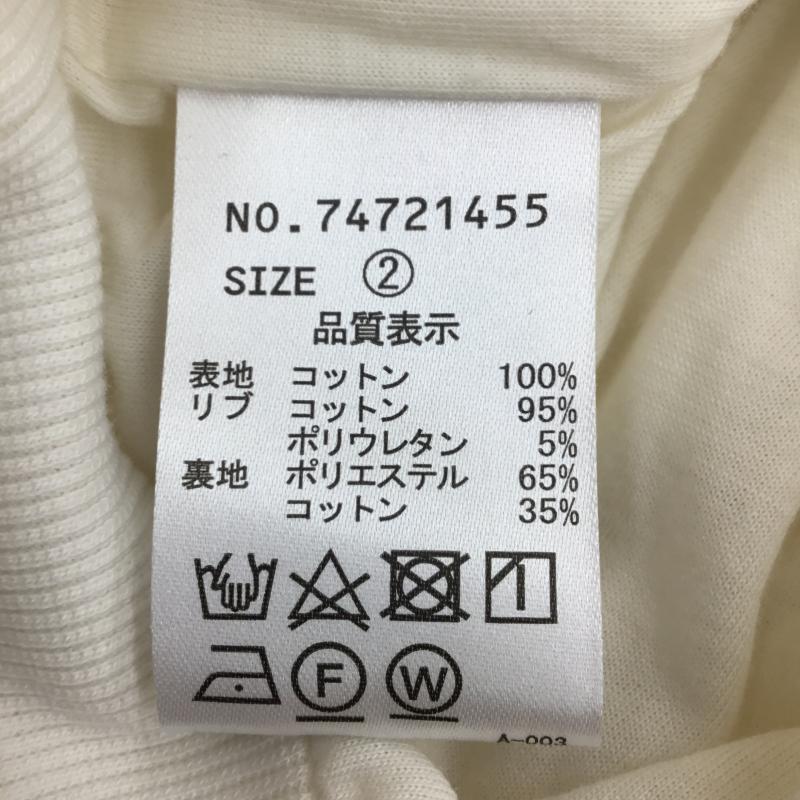 NO.74721455
SIZE ②
品質表示
表地 コットン 100%
リブ コットン 95%
ポリウレタン 5%
裏地 ポリエステル 65%
コットン 35%
F W
A-003